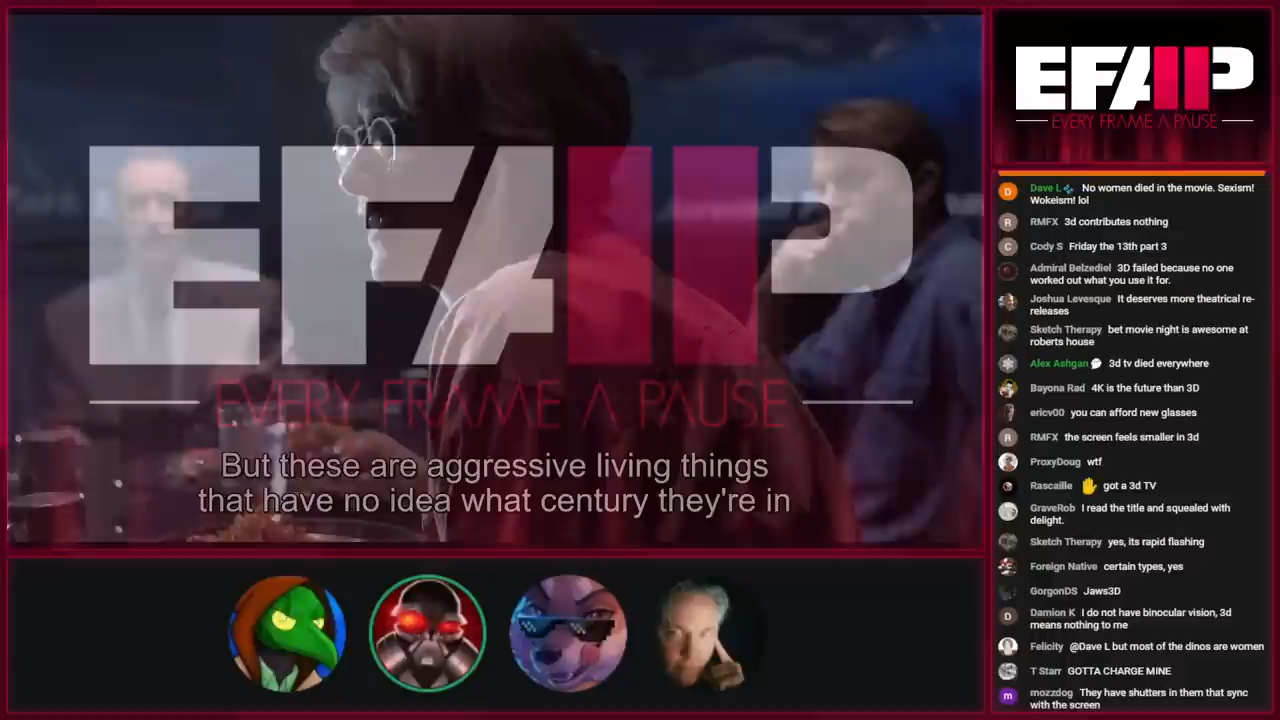 EFAP
EVERY FRAME A PAUSE
But these are aggressive living things
that have no idea what century they're in
EFAP
EVERY FRAME A PAUSE
D
Dave L No women died in the movie. Sexism!
Wokeism! lol
R
RMFX 3d contributes nothing
C
Cody S Friday the 13th part 3
Admiral Belzediel 3D failed because no one
worked out what you use it for.
Joshua Levesque It deserves more theatrical re-
releases
Sketch Therapy bet movie night is awesome at
roberts house
Alex Ashgan 3d tv died everywhere
Bayona Rad 4K is the future than 3D
ericv00 you can afford new glasses
R
RMFX the screen feels smaller in 3d
ProxyDoug wtf
Rascaille ✋ got a 3d TV
GraveRob I read the title and squealed with
delight.
Sketch Therapy yes, its rapid flashing
Foreign Native certain types, yes
GorgonDS Jaws3D
D
Damion K I do not have binocular vision, 3d
means nothing to me
Felicity @Dave L but most of the dinos are women
T Starr GOTTA CHARGE MINE
m
mozzdog They have shutters in them that sync
with the screen